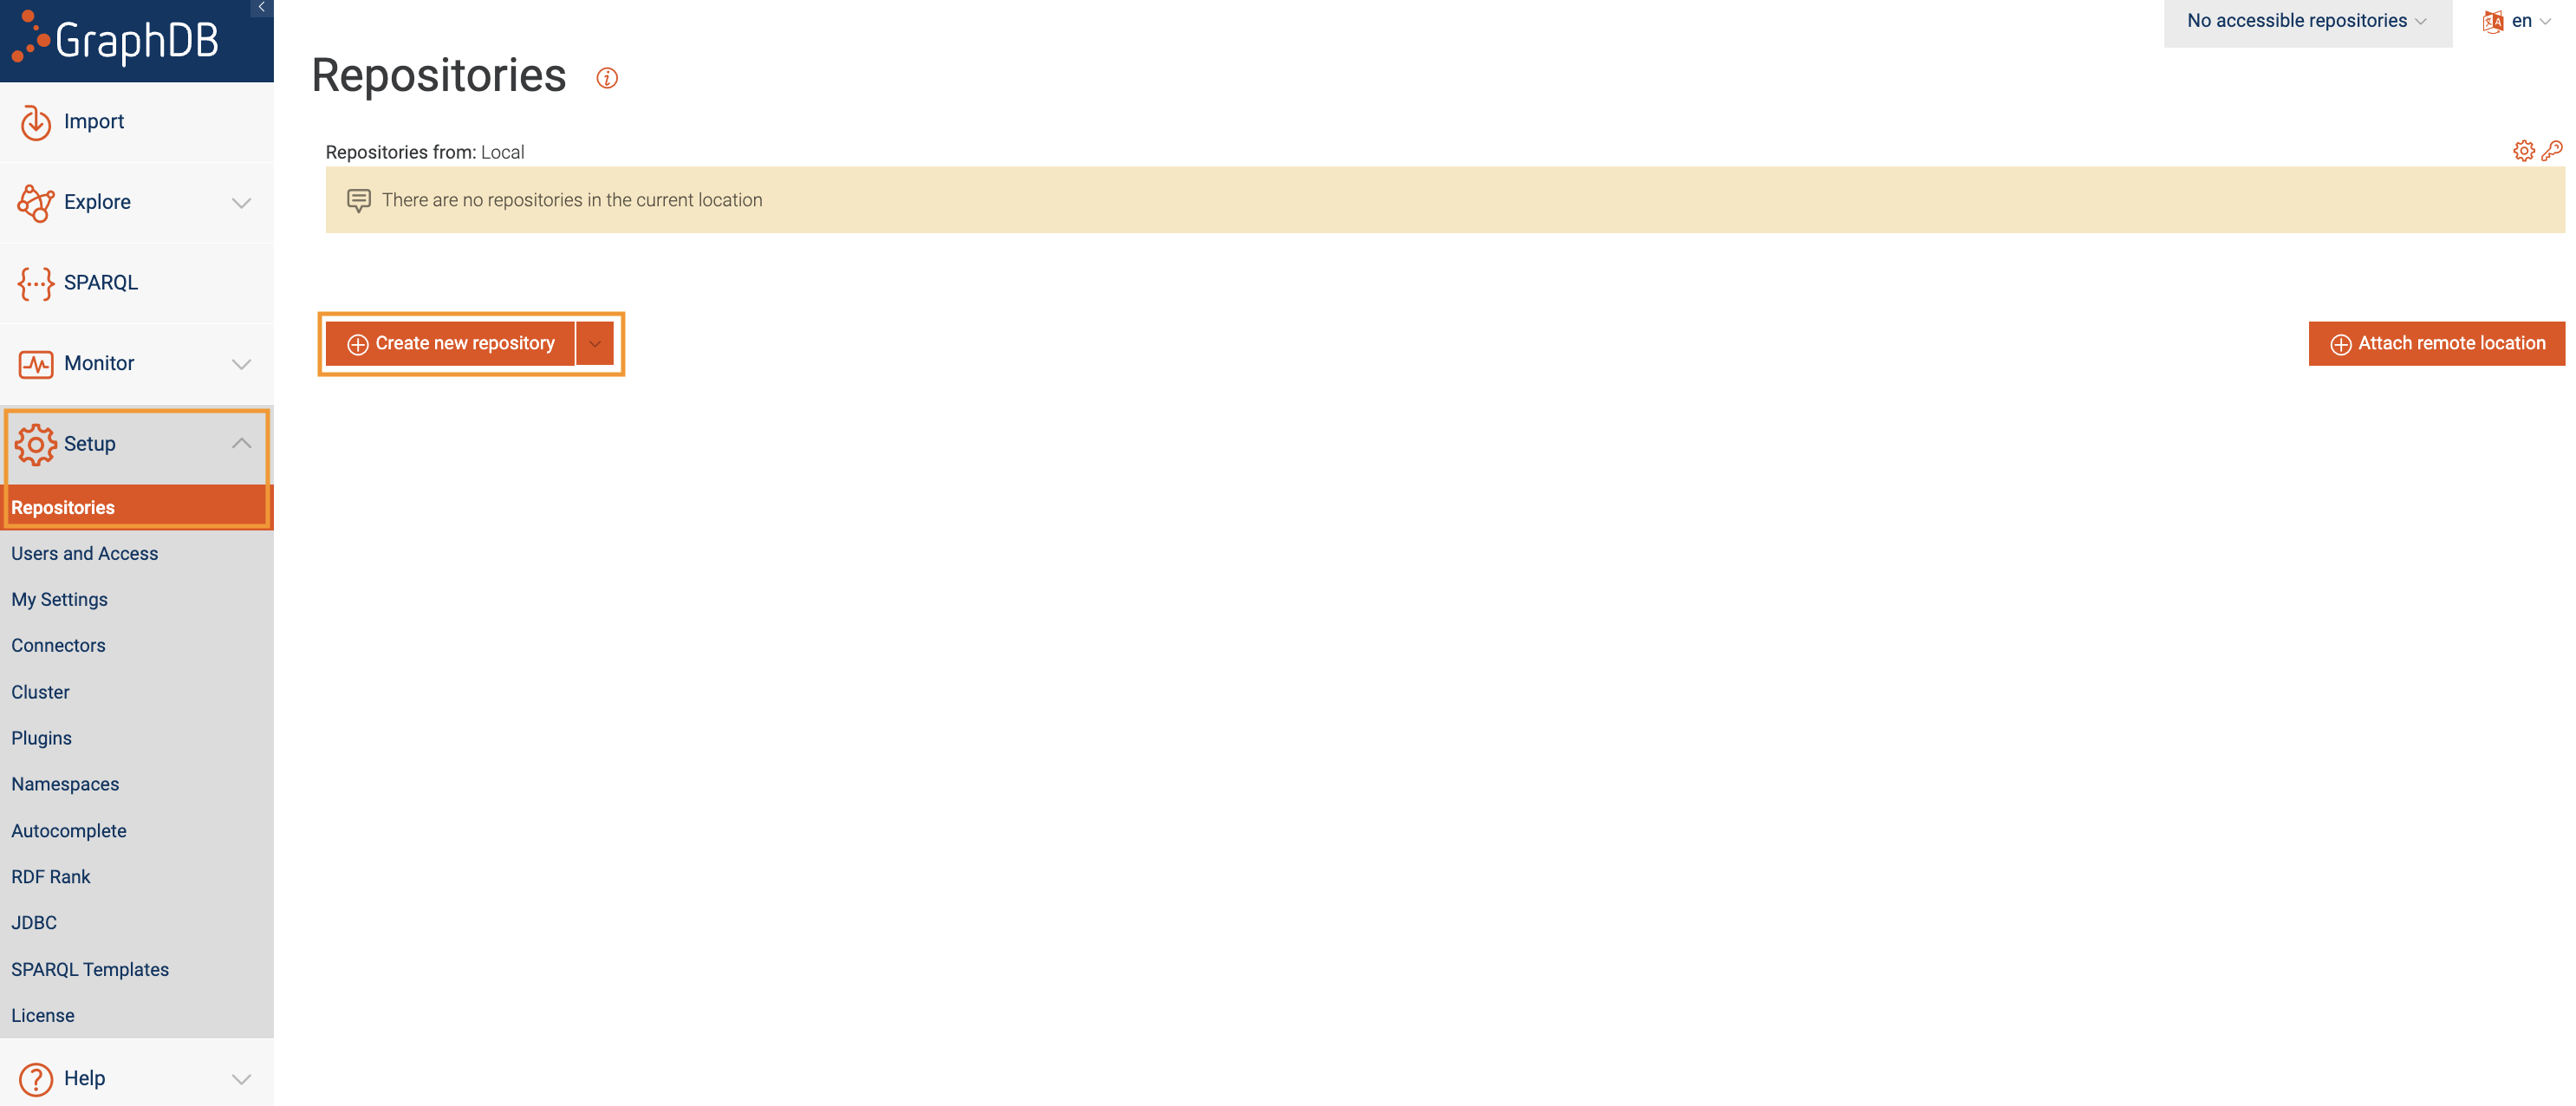 GraphDB
Import
Explore
SPARQL
Monitor
Setup
Repositories
Users and Access
My Settings
Connectors
Cluster
Plugins
Namespaces
Autocomplete
RDF Rank
JDBC
SPARQL Templates
License
Help
No accessible repositories
en
Repositories
Repositories from: Local
There are no repositories in the current location
Create new repository
Attach remote location